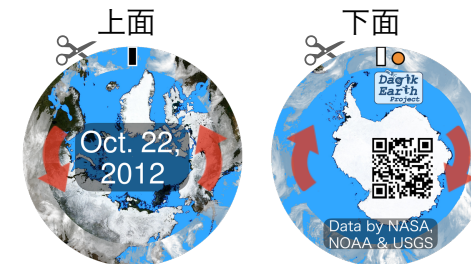 上面
下面
Oct. 22,
2012
Dagik
Earth
Project
Data by NASA,
NOAA & USGS